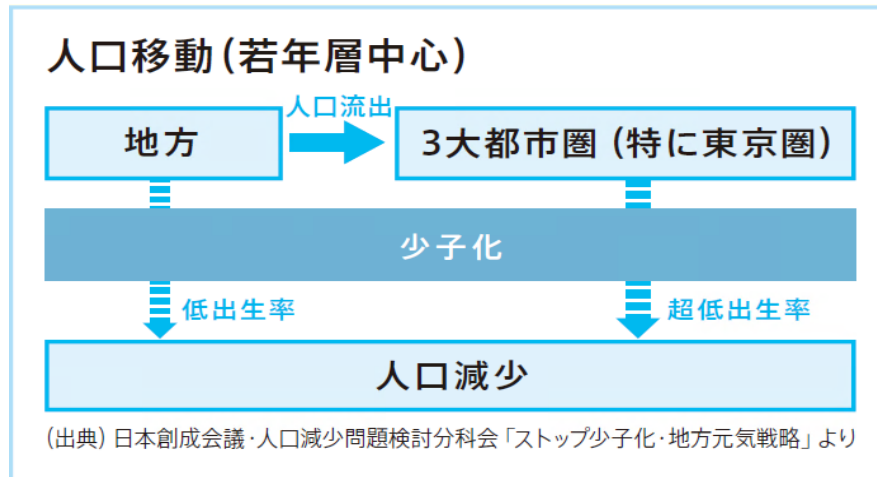 人口移動(若年層中心)
人口流出
地方
3大都市圏(特に東京圏)
少子化
低出生率
超低出生率
人口減少
(出典)日本創成会議・人口減少問題検討分科会「ストップ少子化・地方元気戦略」より